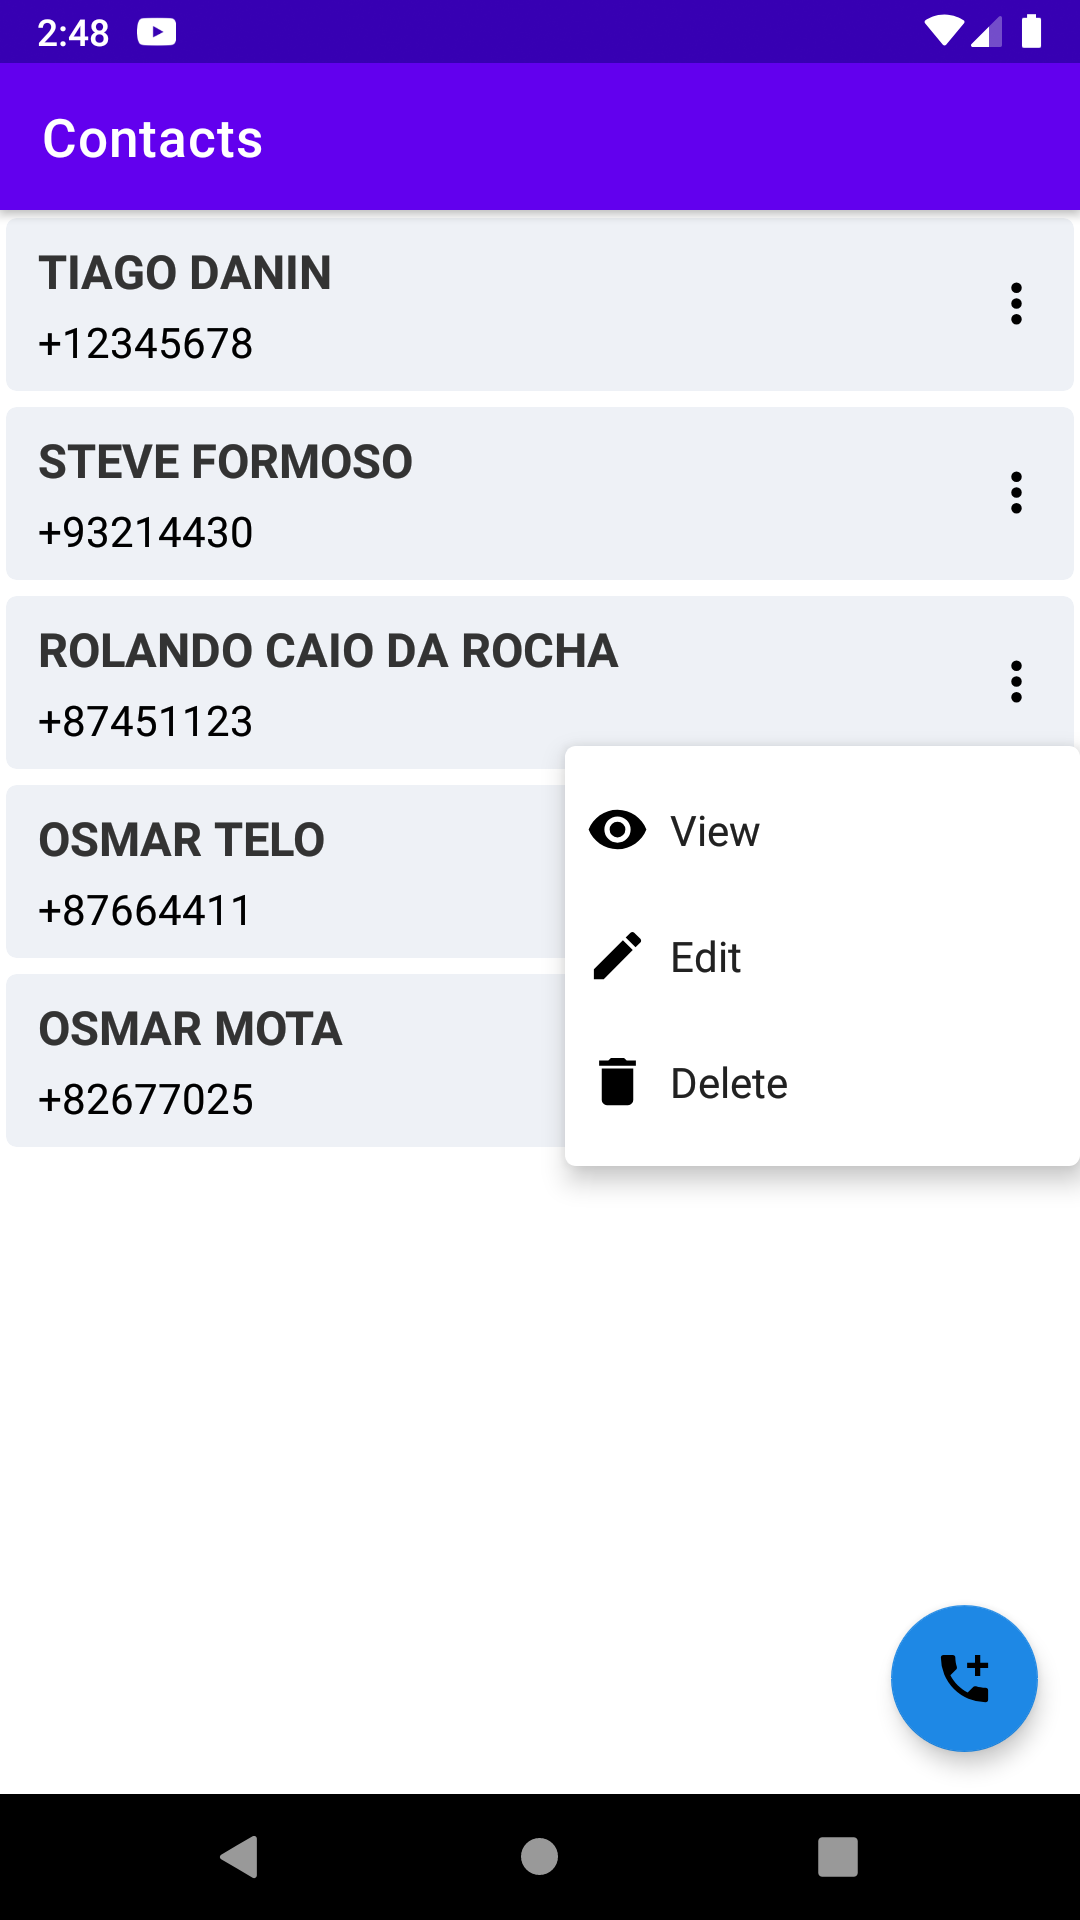 2:48
Contacts
TIAGO DANIN
+12345678
STEVE FORMOSO
+93214430
ROLANDO CAIO DA ROCHA
+87451123
OSMAR TELO
+87664411
OSMAR MOTA
+82677025
View
Edit
Delete